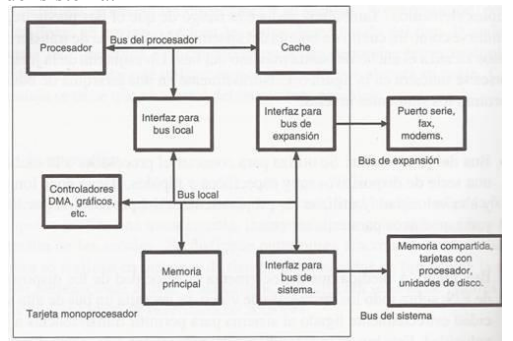 Procesador
Bus del procesador
Cache
Interfaz para
bus local
Interfaz para
bus de
expansión
Puerto serie,
fax,
modems.
Bus de expansión
Controladores
DMA, gráficos,
etc.
Bus local
Memoria
principal
Interfaz para
bus de
sistema.
Memoria compartida,
tarjetas con
procesador,
unidades de disco.
Tarjeta monoprocesador
Bus del sistema